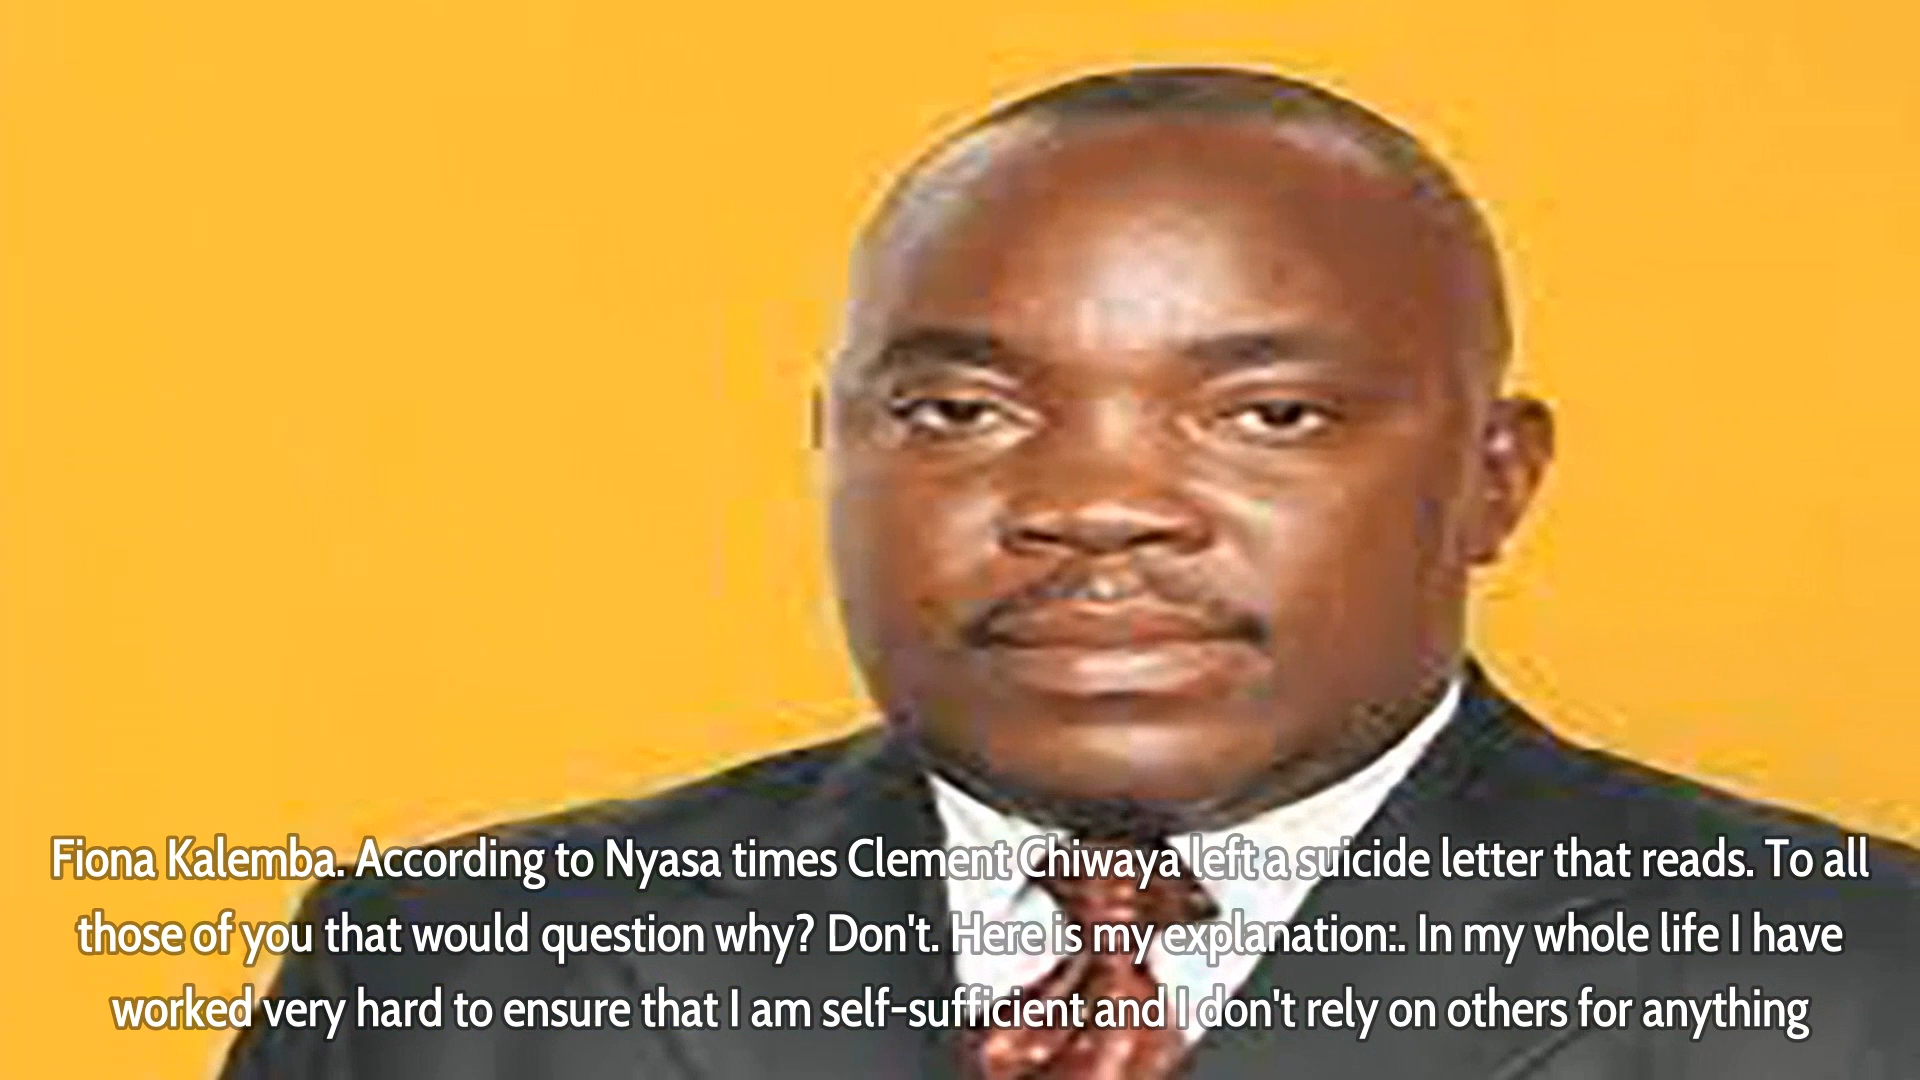 Fiona Kalemba. According to Nyasa times Clement Chiwaya left a suicide letter that reads. To all
those of you that would question why? Don't. Here is my explanation:. In my whole life I have
worked very hard to ensure that I am self-sufficient and I don't rely on others for anything